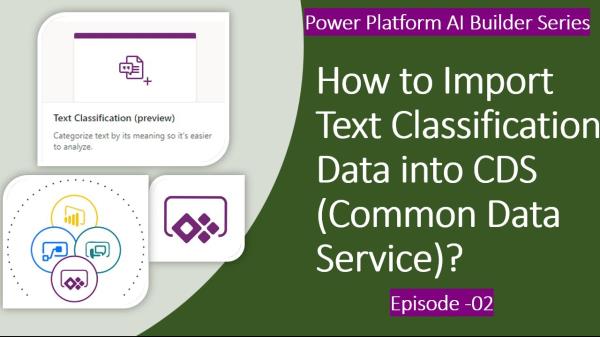 Power Platform AI Builder Series
How to Import
Text Classification
Data into CDS
(Common Data
Service)?
Episode -02
Text Classification (preview)
Categorize text by its meaning so it's easier
to analyze.